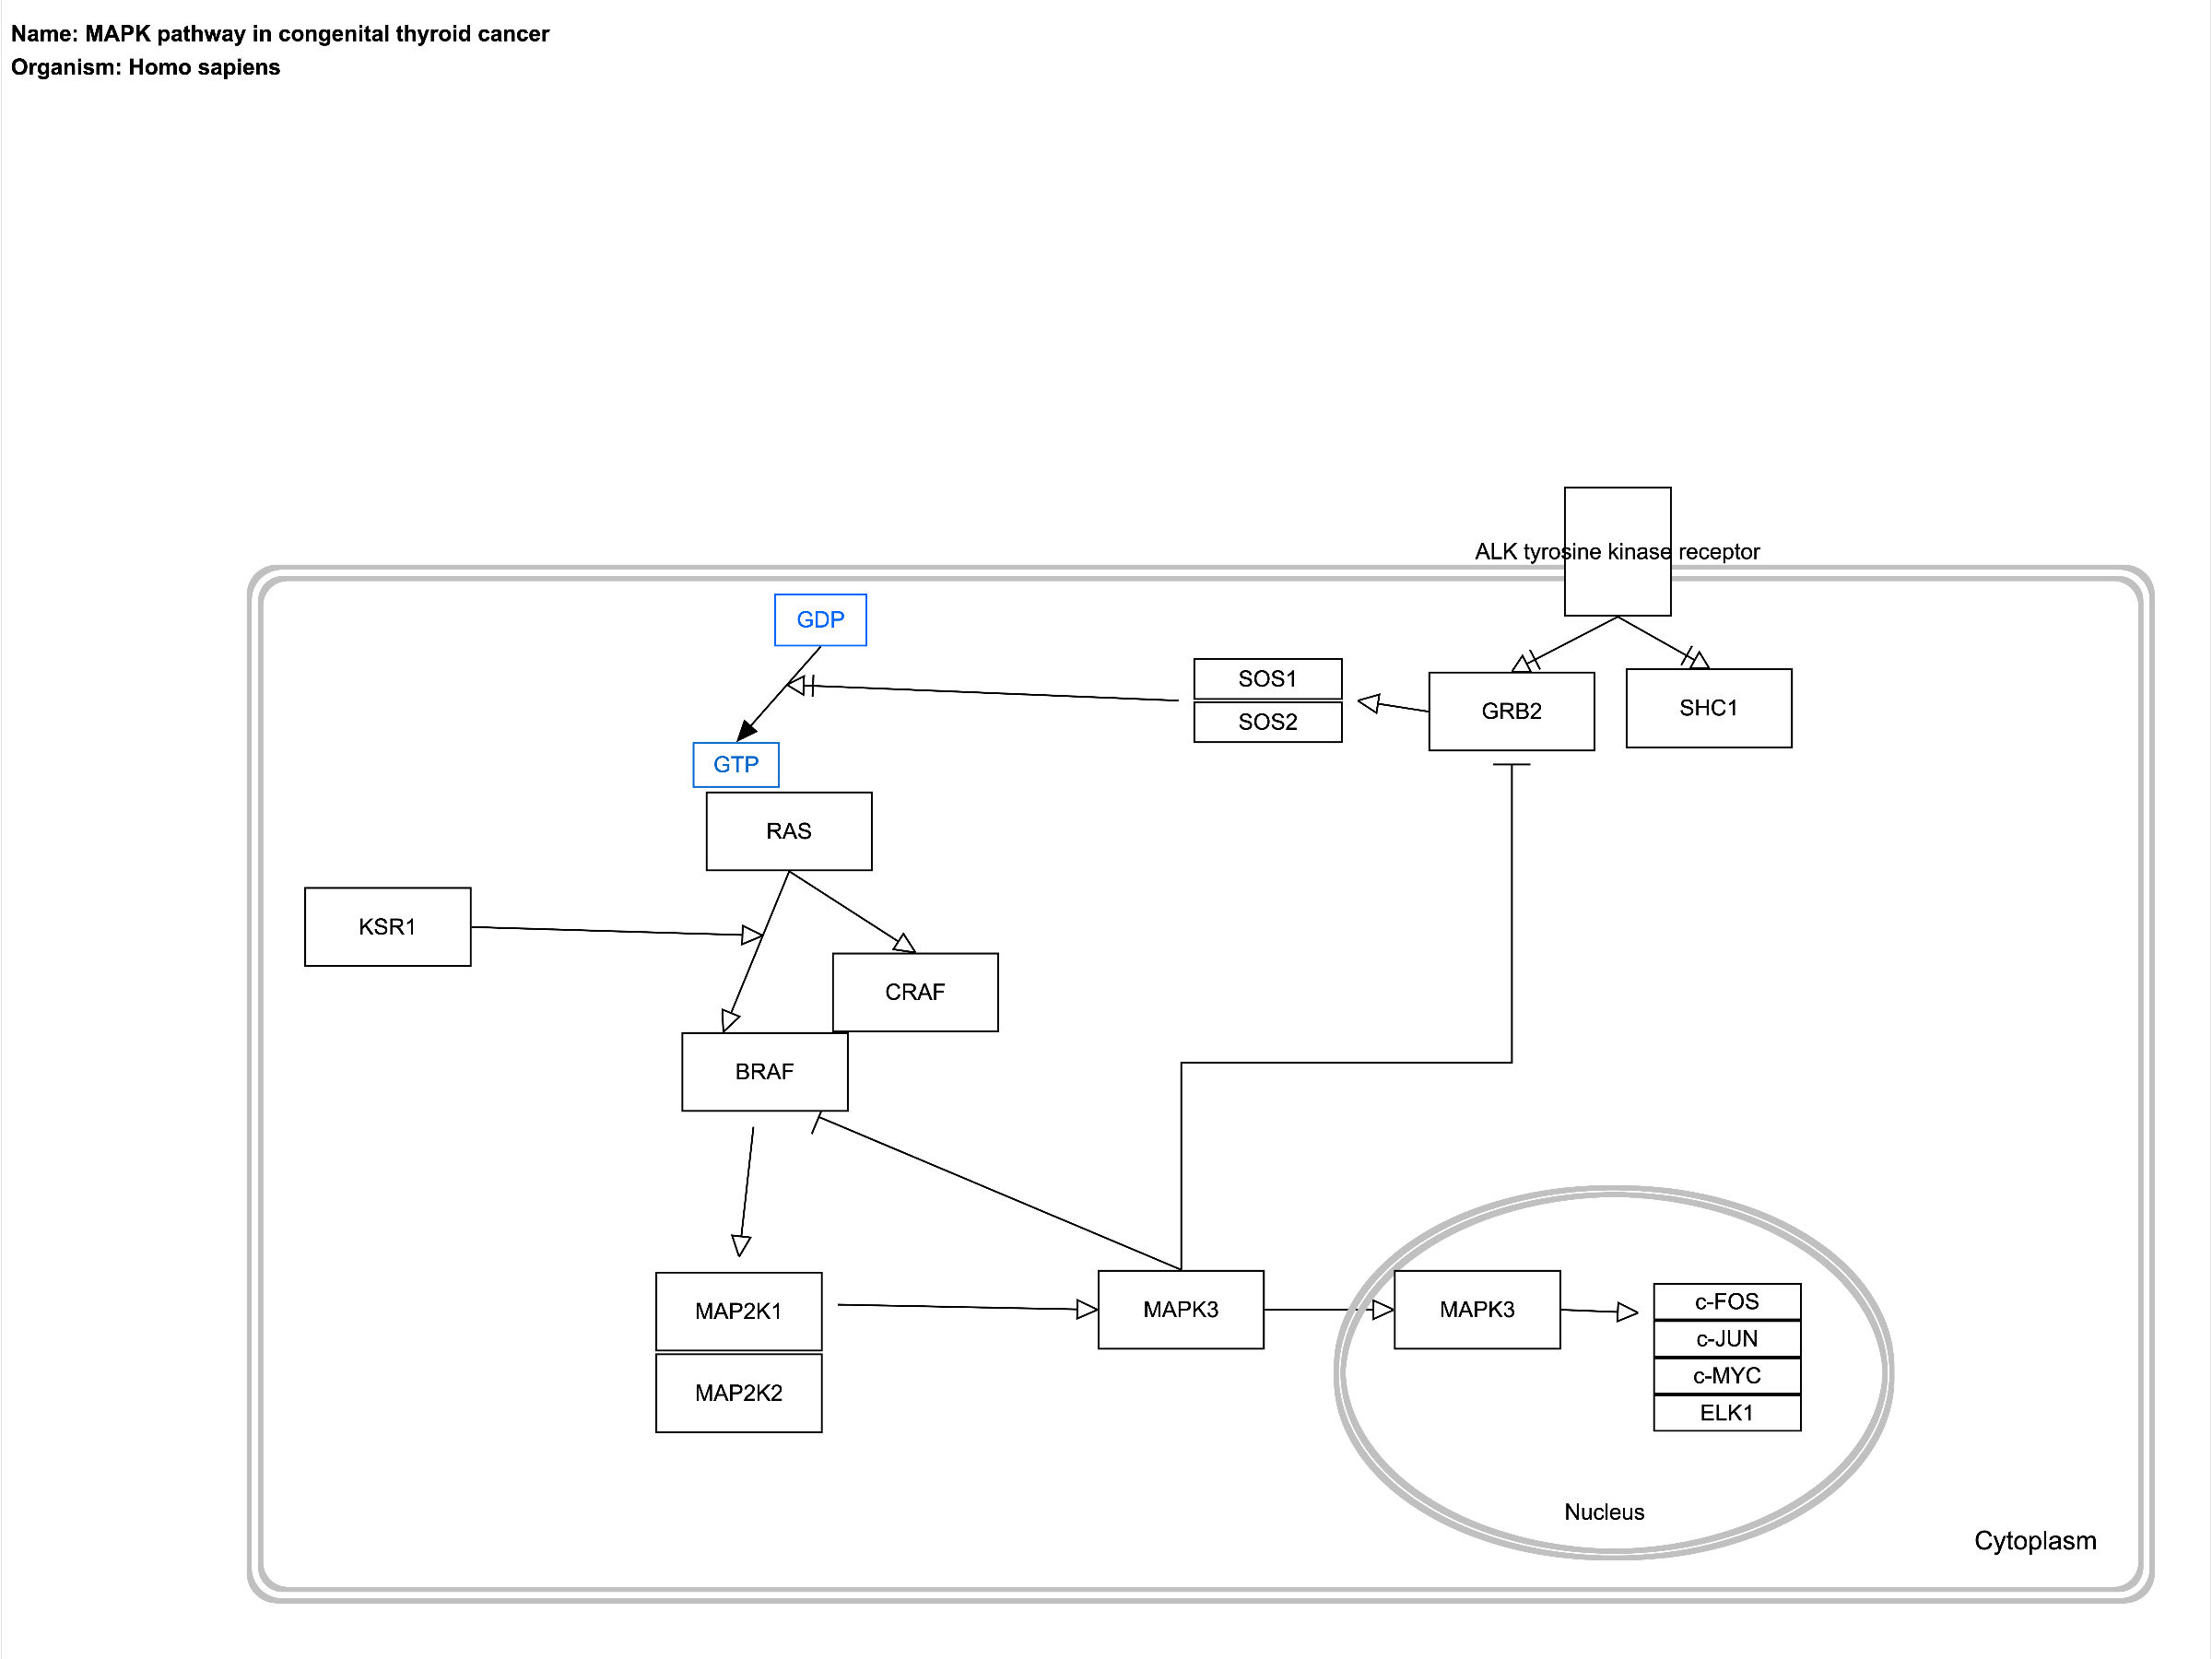 Name: MAPK pathway in congenital thyroid cancer
Organism: Homo sapiens
ALK tyrosine kinase receptor
GDP
SOS1
SOS2
GRB2
SHC1
GTP
RAS
KSR1
CRAF
BRAF
MAP2K1
MAP2K2
MAPK3
MAPK3
c-FOS
c-JUN
c-MYC
ELK1
Nucleus
Cytoplasm